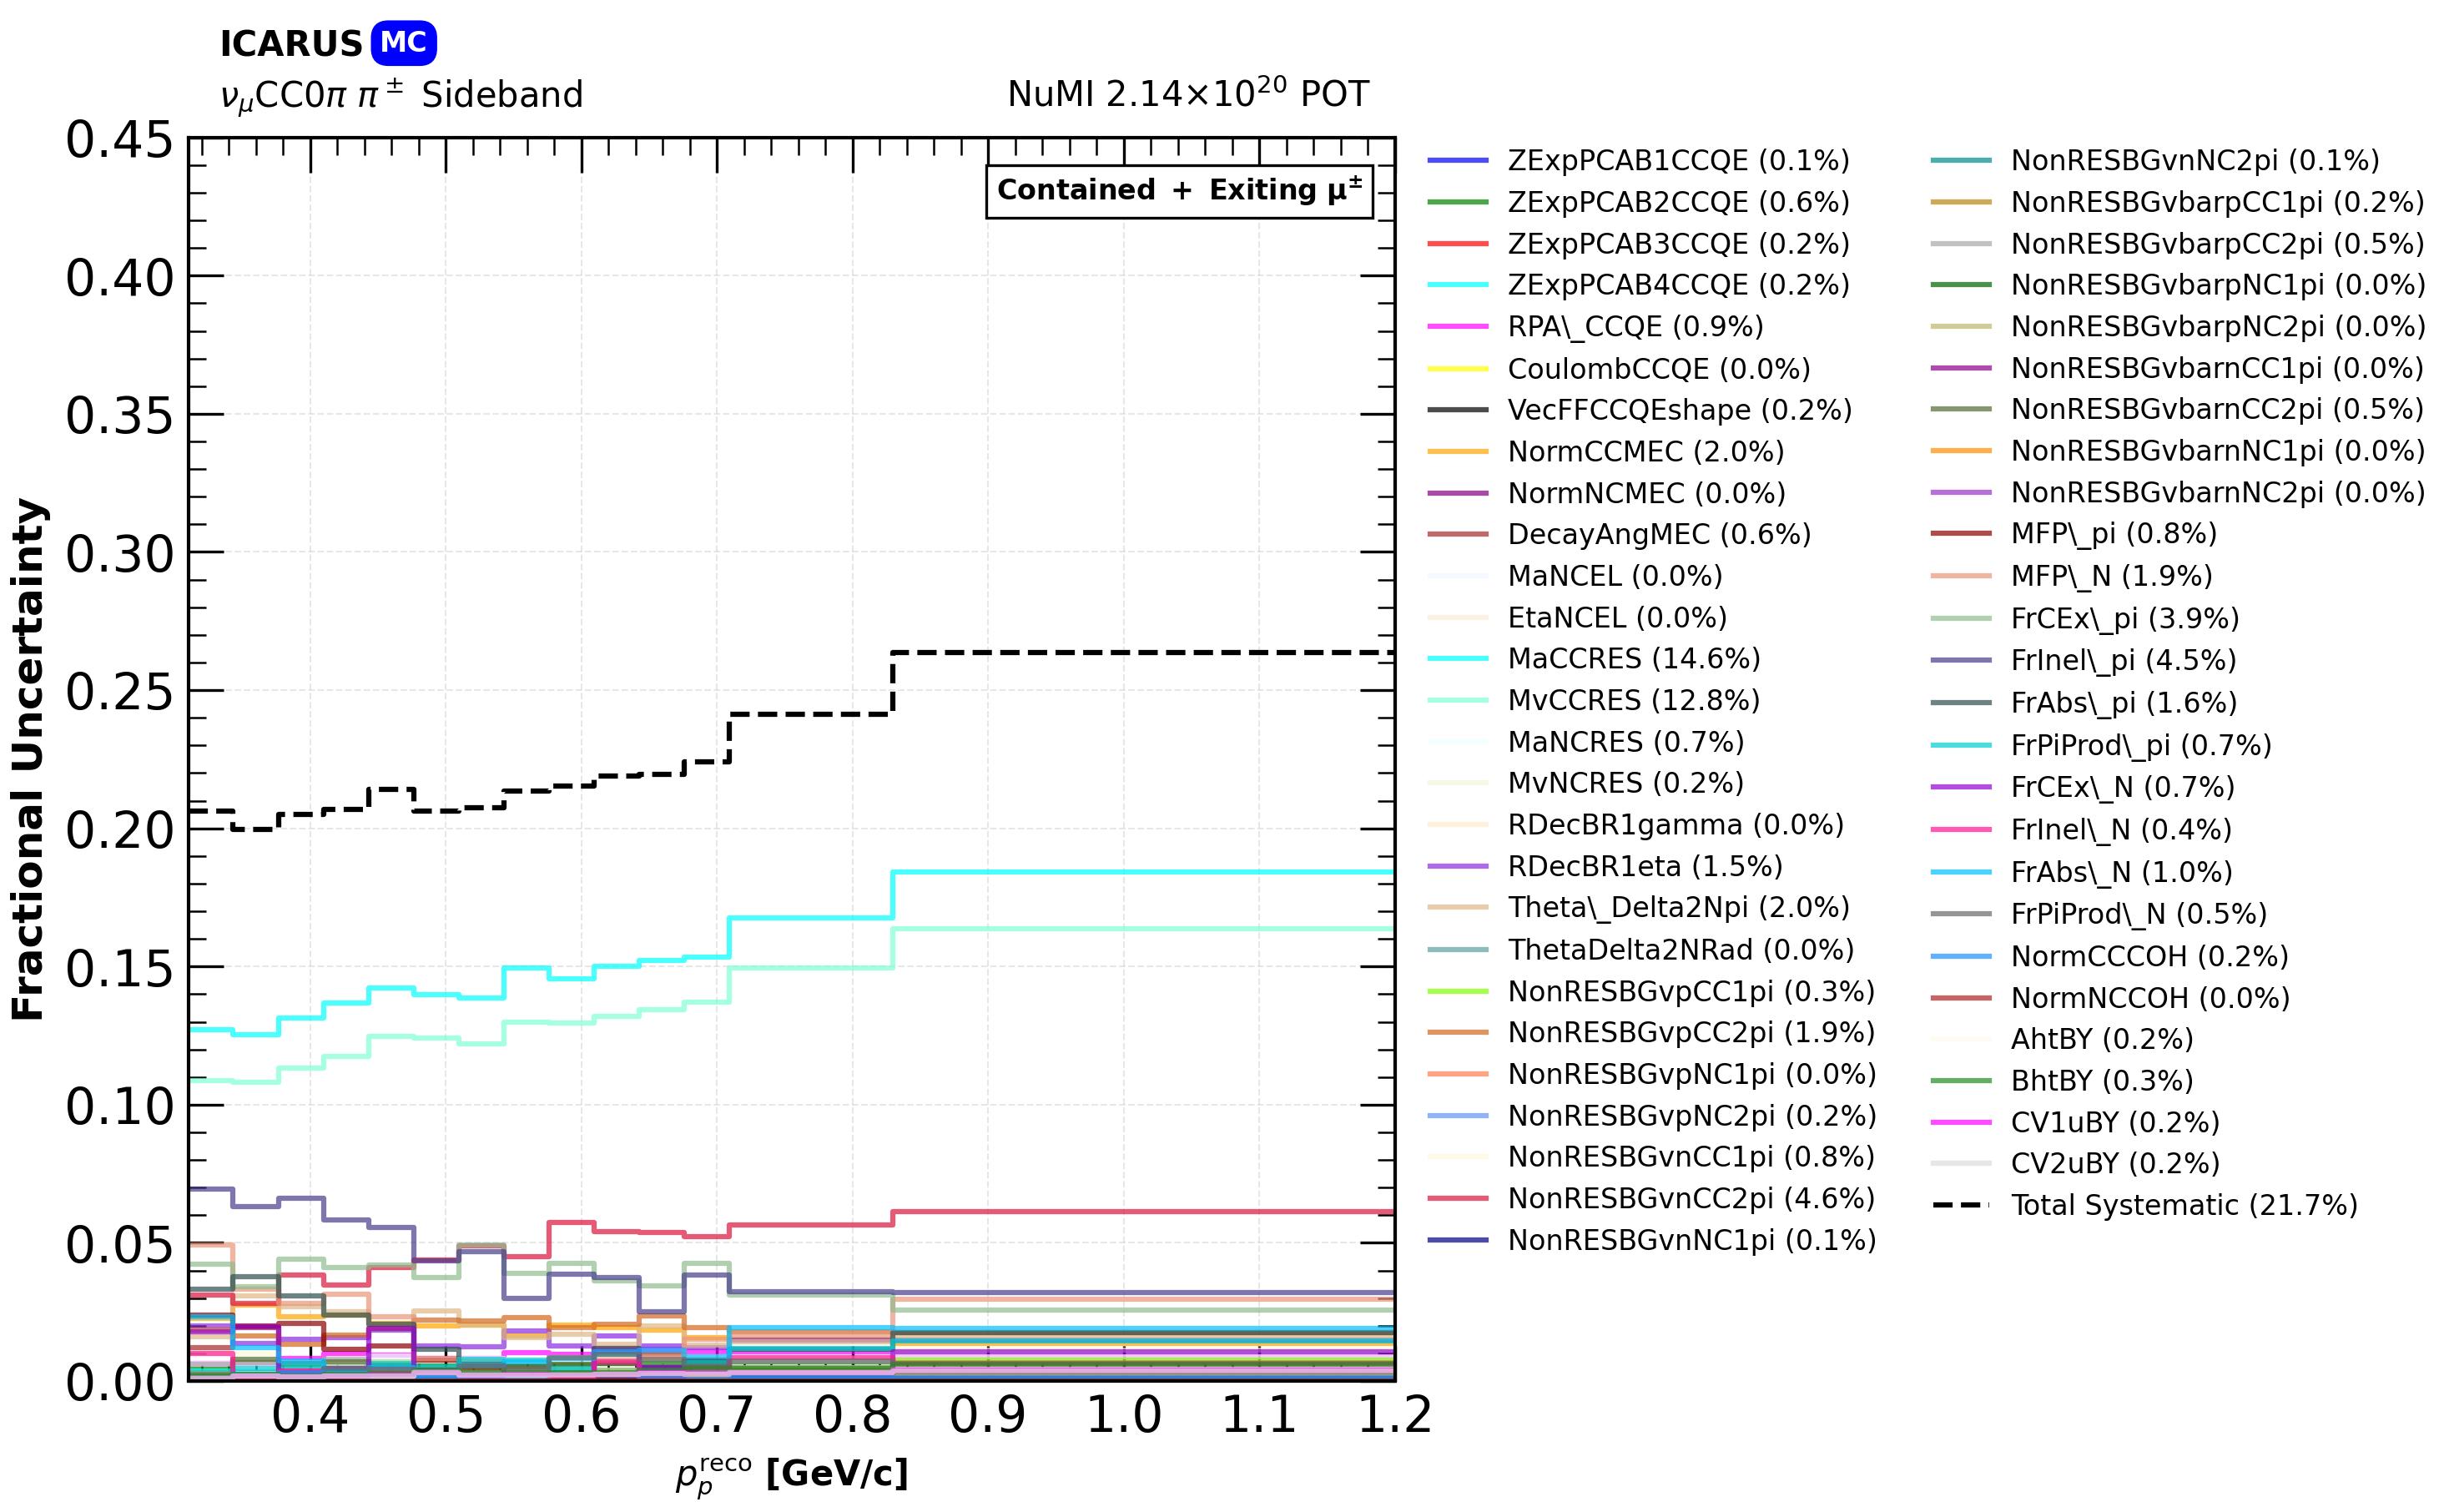 ICARUS MC
νμCC0π π± Sideband
NuMI 2.14×10²⁰ POT
Contained + Exiting μ±
Fractional Uncertainty
0.45
0.40
0.35
0.30
0.25
0.20
0.15
0.10
0.05
0.00
0.4 0.5 0.6 0.7 0.8 0.9 1.0 1.1 1.2
p_p^reco [GeV/c]
ZExpPCAB1CCQE (0.1%)
ZExpPCAB2CCQE (0.6%)
ZExpPCAB3CCQE (0.2%)
ZExpPCAB4CCQE (0.2%)
RPA\_CCQE (0.9%)
CoulombCCQE (0.0%)
VecFFCCQEshape (0.2%)
NormCCMEC (2.0%)
NormNCMEC (0.0%)
DecayAngMEC (0.6%)
MaNCEL (0.0%)
EtaNCEL (0.0%)
MaCCRES (14.6%)
MvCCRES (12.8%)
MaNCRES (0.7%)
MvNCRES (0.2%)
RDecBR1gamma (0.0%)
RDecBR1eta (1.5%)
Theta\_Delta2Npi (2.0%)
ThetaDelta2NRad (0.0%)
NonRESBGvpCC1pi (0.3%)
NonRESBGvpCC2pi (1.9%)
NonRESBGvpNC1pi (0.0%)
NonRESBGvpNC2pi (0.2%)
NonRESBGvnCC1pi (0.8%)
NonRESBGvnCC2pi (4.6%)
NonRESBGvnNC1pi (0.1%)
NonRESBGvnNC2pi (0.1%)
NonRESBGvbarpCC1pi (0.2%)
NonRESBGvbarpCC2pi (0.5%)
NonRESBGvbarpNC1pi (0.0%)
NonRESBGvbarpNC2pi (0.0%)
NonRESBGvbarnCC1pi (0.0%)
NonRESBGvbarnCC2pi (0.5%)
NonRESBGvbarnNC1pi (0.0%)
NonRESBGvbarnNC2pi (0.0%)
MFP\_pi (0.8%)
MFP\_N (1.9%)
FrCEx\_pi (3.9%)
FrInel\_pi (4.5%)
FrAbs\_pi (1.6%)
FrPiProd\_pi (0.7%)
FrCEx\_N (0.7%)
FrInel\_N (0.4%)
FrAbs\_N (1.0%)
FrPiProd\_N (0.5%)
NormCCCOH (0.2%)
NormNCCOH (0.0%)
AhtBY (0.2%)
BhtBY (0.3%)
CV1uBY (0.2%)
CV2uBY (0.2%)
Total Systematic (21.7%)